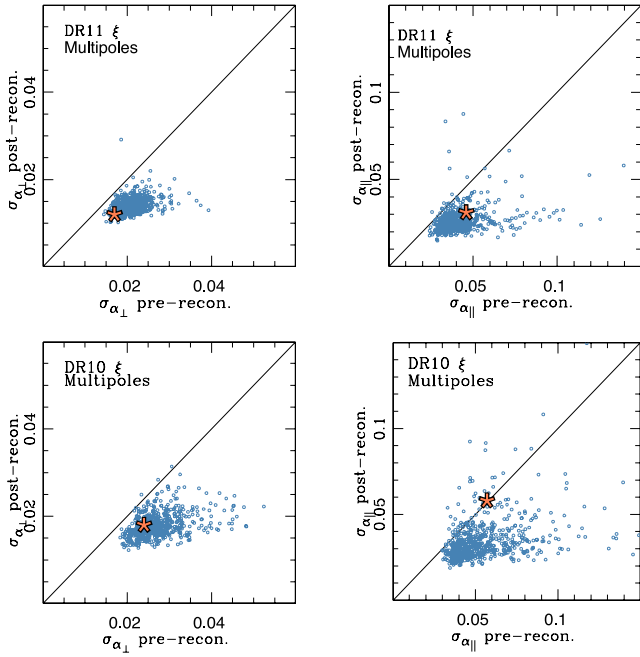 DR11 ξ
Multipoles
σα⊥ post-recon.
0.02 0.04
0.02 0.04
σα⊥ pre-recon.
DR11 ξ
Multipoles
σα|| post-recon.
0.05 0.1
0.05 0.1
σα|| pre-recon.
DR10 ξ
Multipoles
σα⊥ post-recon.
0.02 0.04
0.02 0.04
σα⊥ pre-recon.
DR10 ξ
Multipoles
σα|| post-recon.
0.05 0.1
0.05 0.1
σα|| pre-recon.